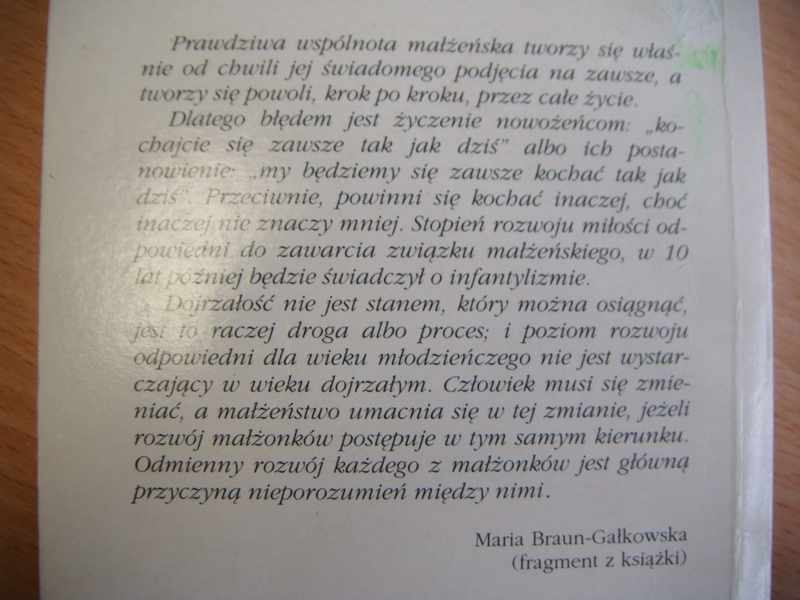 Prawdziwa wspólnota małżeńska tworzy się właś-
nie od chwili jej świadomego podjęcia na zawsze, a
tworzy się powoli, krok po kroku, przez całe życie.
Dlatego błędem jest życzenie nowożeńcom: „ko-
chajcie się zawsze tak jak dziś” albo ich posta-
nowienie: „my będziemy się zawsze kochać tak jak
dziś”. Przeciwnie, powinni się kochać inaczej, choć
inaczej nie znaczy mniej. Stopień rozwoju miłości od-
powiedni do zawarcia związku małżeńskiego, w 10
lat później będzie świadczył o infantylizmie.
Dojrzałość nie jest stanem, który można osiągnąć,
jest to raczej droga albo proces; i poziom rozwoju
odpowiedni dla wieku młodzieńczego nie jest wystar-
czający w wieku dojrzałym. Człowiek musi się zmie-
niać, a małżeństwo umacnia się w tej zmianie, jeżeli
rozwój małżonków postępuje w tym samym kierunku.
Odmienny rozwój każdego z małżonków jest główną
przyczyną nieporozumień między nimi.
Maria Braun-Gałkowska
(fragment z książki)